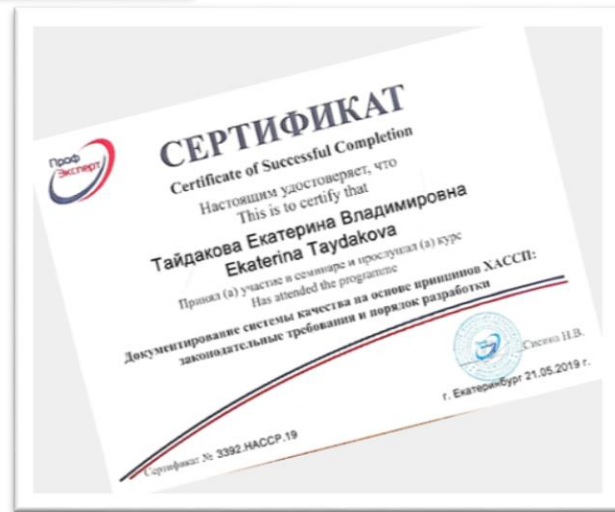 Проф
Эксперт
СЕРТИФИКАТ
Certificate of Successful Completion
Настоящим удостоверяет, что
This is to certify that
Тайдакова Екатерина Владимировна
Ekaterina Taydakova
Принял (а) участие в семинаре и прослушал (а) курс
Has attended the programme
Документирование системы качества на основе принципов ХАССП:
законодательные требования и порядок разработки
Н.В.
г. Екатеринбург 21.05.2019 г.
Сертификат № 3392.HACCP.19